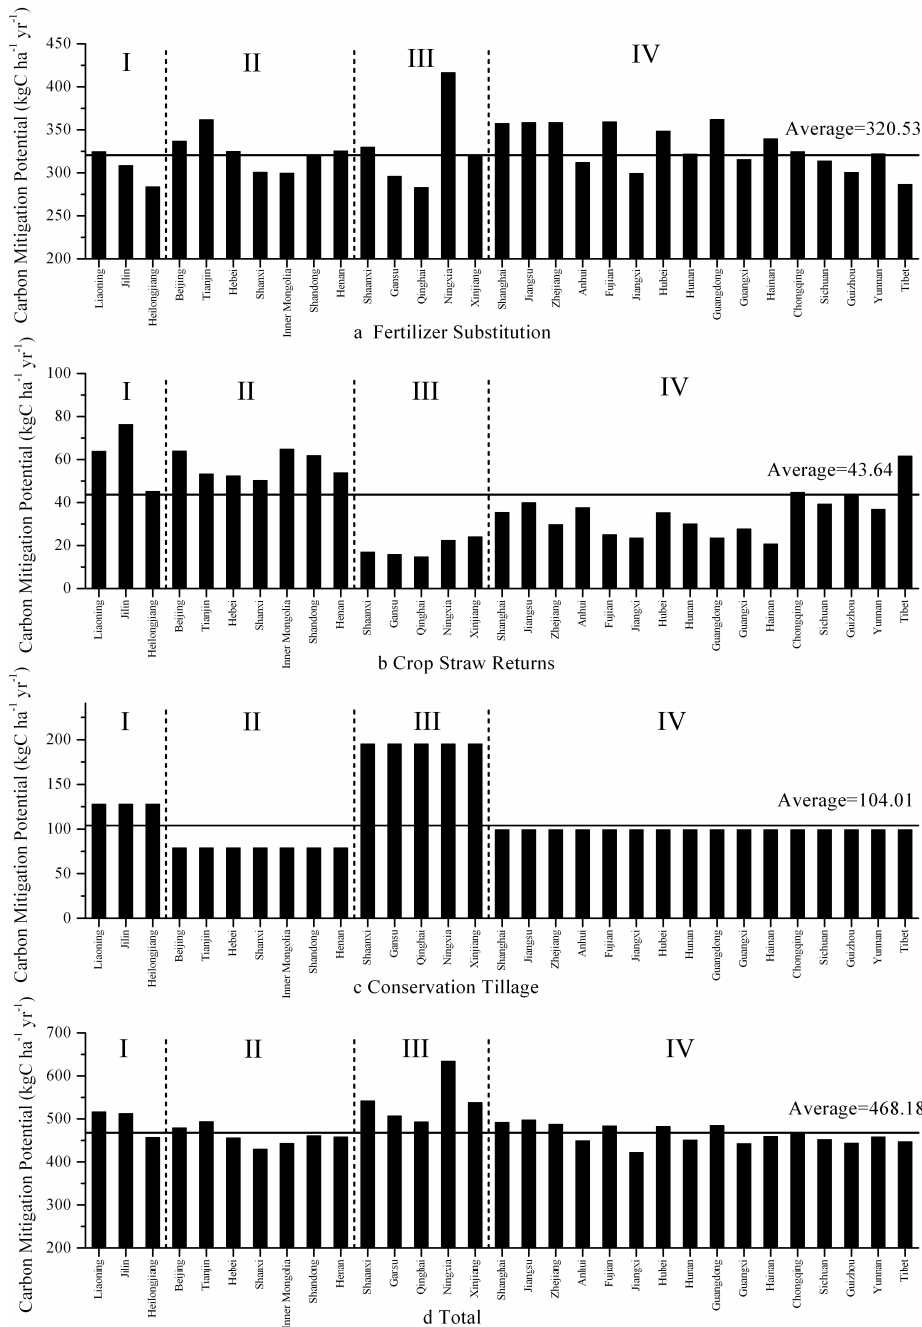 Carbon Mitigation Potential (kgC ha⁻¹ yr⁻¹)
450
400
350
300
250
200
I
II
III
IV
Average=320.53
Liaoning
Jilin
Heilongjiang
Beijing
Tianjin
Hebei
Shanxi
Inner Mongolia
Shandong
Henan
Shaanxi
Gansu
Qinghai
Ningxia
Xinjiang
Shanghai
Jiangsu
Zhejiang
Anhui
Fujian
Jiangxi
Hubei
Hunan
Guangdong
Guangxi
Hainan
Chongqing
Sichuan
Guizhou
Yunnan
Tibet
a Fertilizer Substitution
Carbon Mitigation Potential (kgC ha⁻¹ yr⁻¹)
100
80
60
40
20
0
I
II
III
IV
Average=43.64
Liaoning
Jilin
Heilongjiang
Beijing
Tianjin
Hebei
Shanxi
Inner Mongolia
Shandong
Henan
Shaanxi
Gansu
Qinghai
Ningxia
Xinjiang
Shanghai
Jiangsu
Zhejiang
Anhui
Fujian
Jiangxi
Hubei
Hunan
Guangdong
Guangxi
Hainan
Chongqing
Sichuan
Guizhou
Yunnan
Tibet
b Crop Straw Returns
Carbon Mitigation Potential (kgC ha⁻¹ yr⁻¹)
200
150
100
50
0
I
II
III
IV
Average=104.01
Liaoning
Jilin
Heilongjiang
Beijing
Tianjin
Hebei
Shanxi
Inner Mongolia
Shandong
Henan
Shaanxi
Gansu
Qinghai
Ningxia
Xinjiang
Shanghai
Jiangsu
Zhejiang
Anhui
Fujian
Jiangxi
Hubei
Hunan
Guangdong
Guangxi
Hainan
Chongqing
Sichuan
Guizhou
Yunnan
Tibet
c Conservation Tillage
Carbon Mitigation Potential (kgC ha⁻¹ yr⁻¹)
700
600
500
400
300
200
I
II
III
IV
Average=468.18
Liaoning
Jilin
Heilongjiang
Beijing
Tianjin
Hebei
Shanxi
Inner Mongolia
Shandong
Henan
Shaanxi
Gansu
Qinghai
Ningxia
Xinjiang
Shanghai
Jiangsu
Zhejiang
Anhui
Fujian
Jiangxi
Hubei
Hunan
Guangdong
Guangxi
Hainan
Chongqing
Sichuan
Guizhou
Yunnan
Tibet
d Total